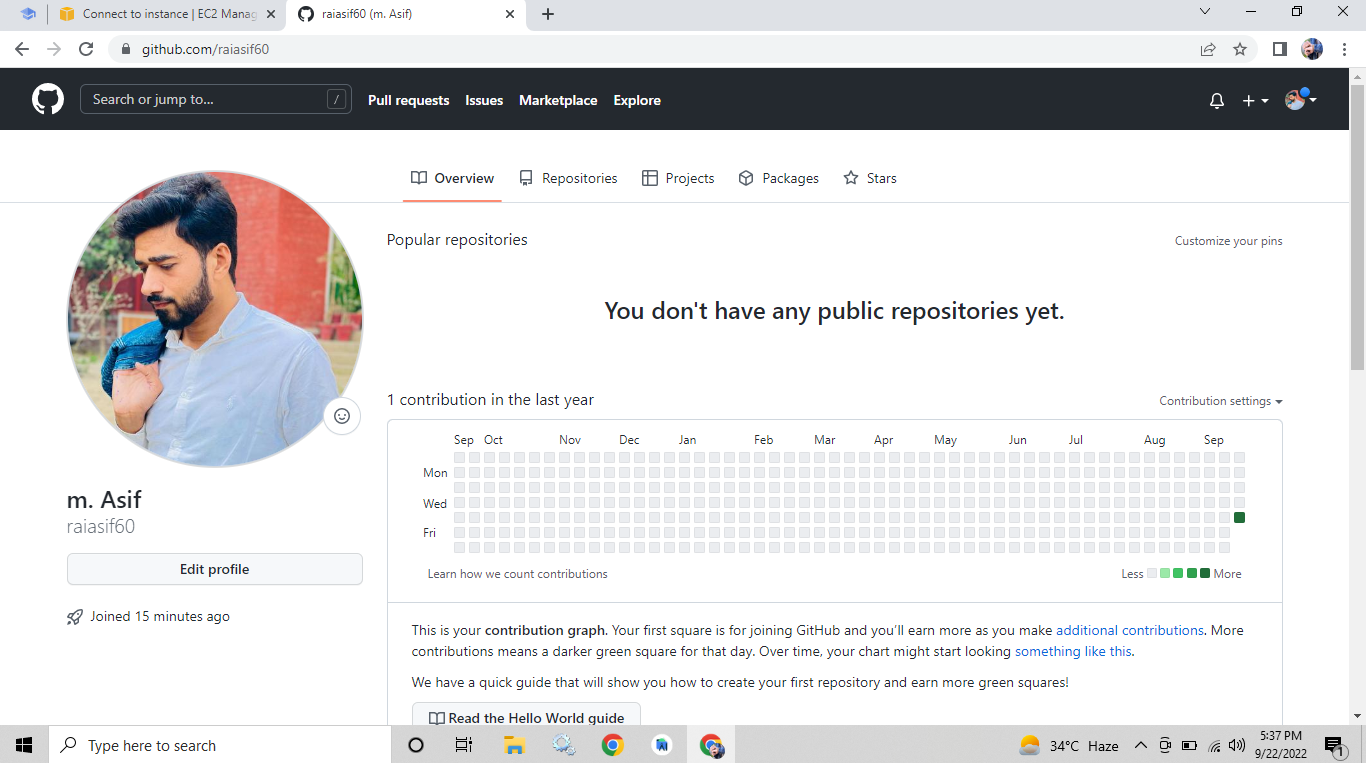 Connect to instance | EC2 Manag
raiasif60 (m. Asif)
github.com/raiasif60
Search or jump to...
/
Pull requests
Issues
Marketplace
Explore
Overview
Repositories
Projects
Packages
Stars
Popular repositories
Customize your pins
You don't have any public repositories yet.
m. Asif
raiasif60
Edit profile
Joined 15 minutes ago
1 contribution in the last year
Contribution settings
Sep Oct Nov Dec Jan Feb Mar Apr May Jun Jul Aug Sep
Mon
Wed
Fri
Learn how we count contributions
Less
More
This is your contribution graph. Your first square is for joining GitHub and you'll earn more as you make additional contributions. More
contributions means a darker green square for that day. Over time, your chart might start looking something like this.
We have a quick guide that will show you how to create your first repository and earn more green squares!
Read the Hello World guide
Type here to search
34°C Haze
5:37 PM
9/22/2022
1